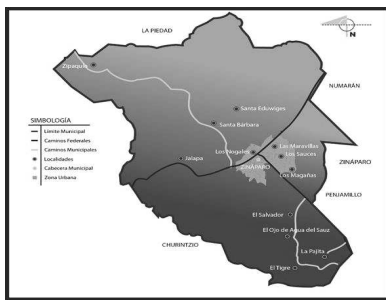 LA PIEDAD
Zipaquio
NUMARÁN
Santa Eduwiges
Santa Bárbara
SIMBOLOGÍA
Límite Municipal
Caminos Federales
Caminos Municipales
Localidades
Cabecera Municipal
Zona Urbana
Las Maravillas
Los Nogales
Los Sauces
Jalapa
ZINÁPARO
ZINÁPARO
Los Magañas
PENJAMILLO
El Salvador
El Ojo de Agua del Sauz
CHURINTZIO
La Pajita
El Tigre